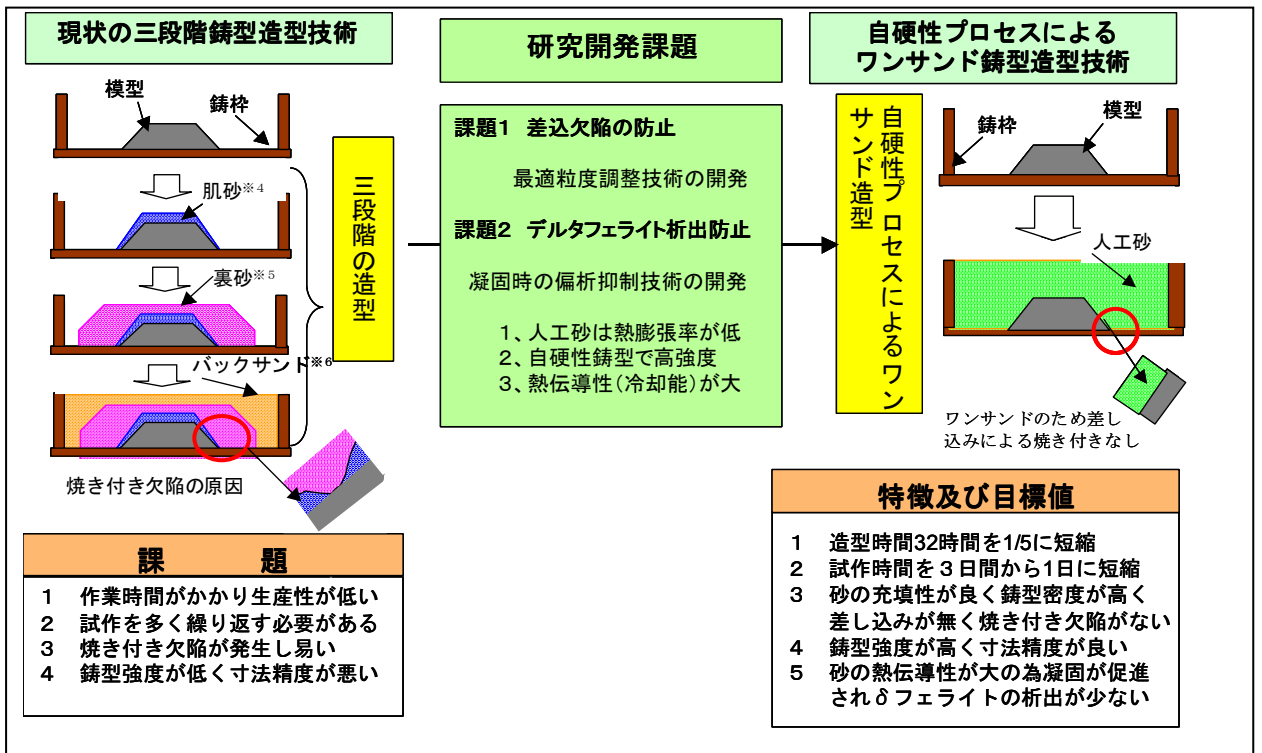 現状の三段階鋳型造型技術
模型
鋳枠
肌砂※4
裏砂※5
バックサンド※6
焼き付き欠陥の原因
三段階の造型
課 題
1 作業時間がかかり生産性が低い
2 試作を多く繰り返す必要がある
3 焼き付き欠陥が発生し易い
4 鋳型強度が低く寸法精度が悪い
研究開発課題
課題1 差込欠陥の防止
最適粒度調整技術の開発
課題2 デルタフェライト析出防止
凝固時の偏析抑制技術の開発
1、人工砂は熱膨張率が低
2、自硬性鋳型で高強度
3、熱伝導性(冷却能)が大
自硬性プロセスによる
ワンサンド鋳型造型技術
自硬性プロセスによるワン
サンド造型
鋳枠
模型
人工砂
ワンサンドのため差し
込みによる焼き付きなし
特徴及び目標値
1 造型時間32時間を1/5に短縮
2 試作時間を3日間から1日に短縮
3 砂の充填性が良く鋳型密度が高く
差し込みが無く焼き付き欠陥がない
4 鋳型強度が高く寸法精度が良い
5 砂の熱伝導性が大の為凝固が促進
されδフェライトの析出が少ない